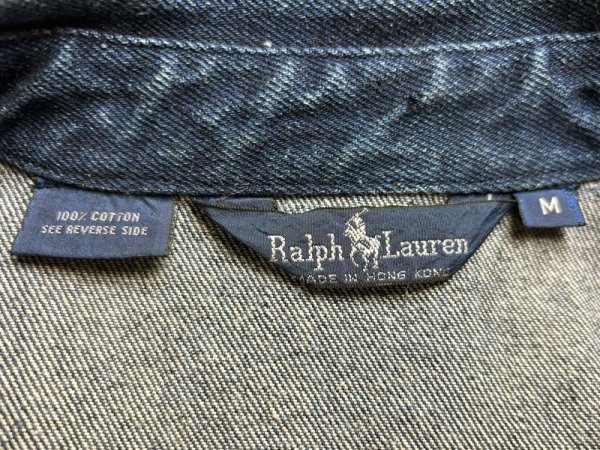 100% COTTON
SEE REVERSE SIDE
Ralph Lauren
MADE IN HONG KONG
M